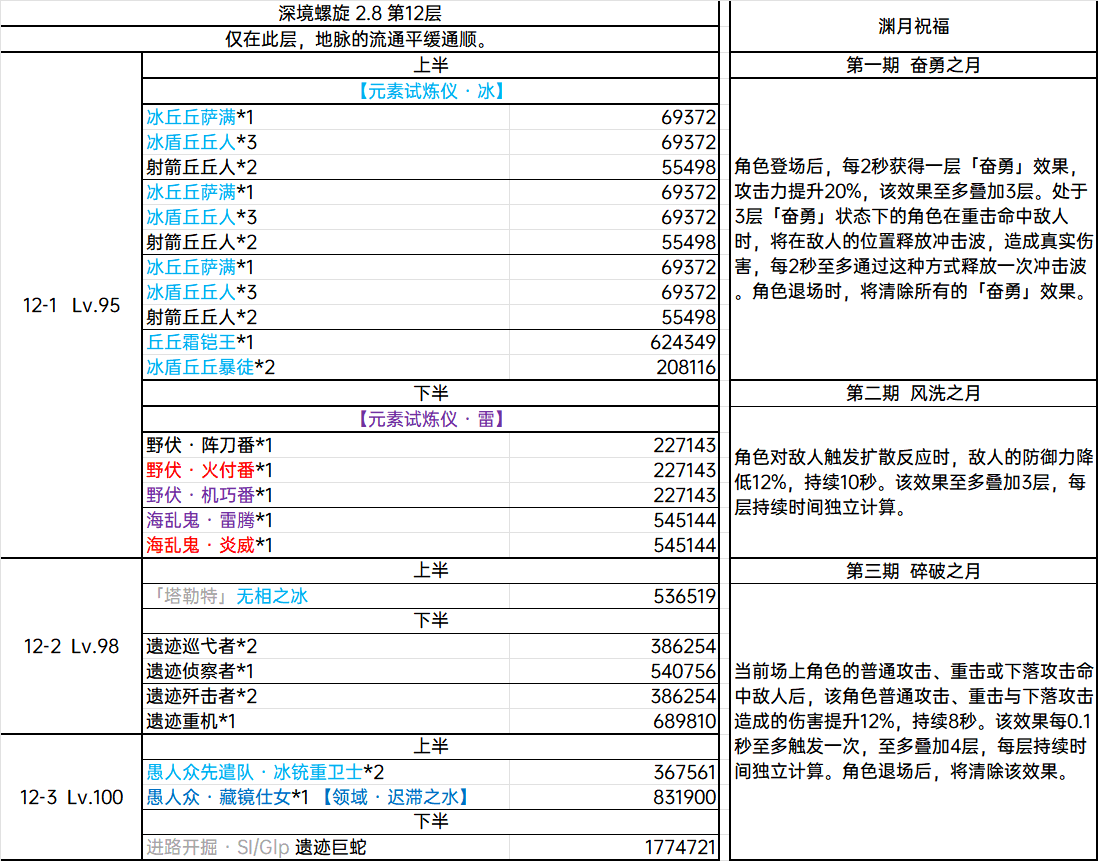 深境螺旋 2.8 第12层
仅在此层，地脉的流通平缓通顺。
12-1 Lv.95
上半
【元素试炼仪 · 冰】
冰丘丘萨满*1 69372
冰盾丘丘人*3 69372
射箭丘丘人*2 55498
冰丘丘萨满*1 69372
冰盾丘丘人*3 69372
射箭丘丘人*2 55498
冰丘丘萨满*1 69372
冰盾丘丘人*3 69372
射箭丘丘人*2 55498
丘丘霜铠王*1 624349
冰盾丘丘暴徒*2 208116
下半
【元素试炼仪 · 雷】
野伏 · 阵刀番*1 227143
野伏 · 火付番*1 227143
野伏 · 机巧番*1 227143
海乱鬼 · 雷腾*1 545144
海乱鬼 · 炎威*1 545144
12-2 Lv.98
上半
「塔勒特」无相之冰 536519
下半
遗迹巡弋者*2 386254
遗迹侦察者*1 540756
遗迹歼击者*2 386254
遗迹重机*1 689810
12-3 Lv.100
上半
愚人众先遣队 · 冰铳重卫士*2 367561
愚人众 · 藏镜仕女*1 【领域 · 迟滞之水】 831900
下半
进路开掘 · SI/GIp 遗迹巨蛇 1774721
渊月祝福
第一期 奋勇之月
角色登场后，每2秒获得一层「奋勇」效果，
攻击力提升20%，该效果至多叠加3层。处于
3层「奋勇」状态下的角色在重击命中敌人
时，将在敌人的位置释放冲击波，造成真实伤
害，每2秒至多通过这种方式释放一次冲击波
。角色退场时，将清除所有的「奋勇」效果。
第二期 风洗之月
角色对敌人触发扩散反应时，敌人的防御力降
低12%，持续10秒。该效果至多叠加3层，每
层持续时间独立计算。
第三期 碎破之月
当前场上角色的普通攻击、重击或下落攻击命
中敌人后，该角色普通攻击、重击与下落攻击
造成的伤害提升12%，持续8秒。该效果每0.1
秒至多触发一次，至多叠加4层，每层持续时
间独立计算。角色退场后，将清除该效果。